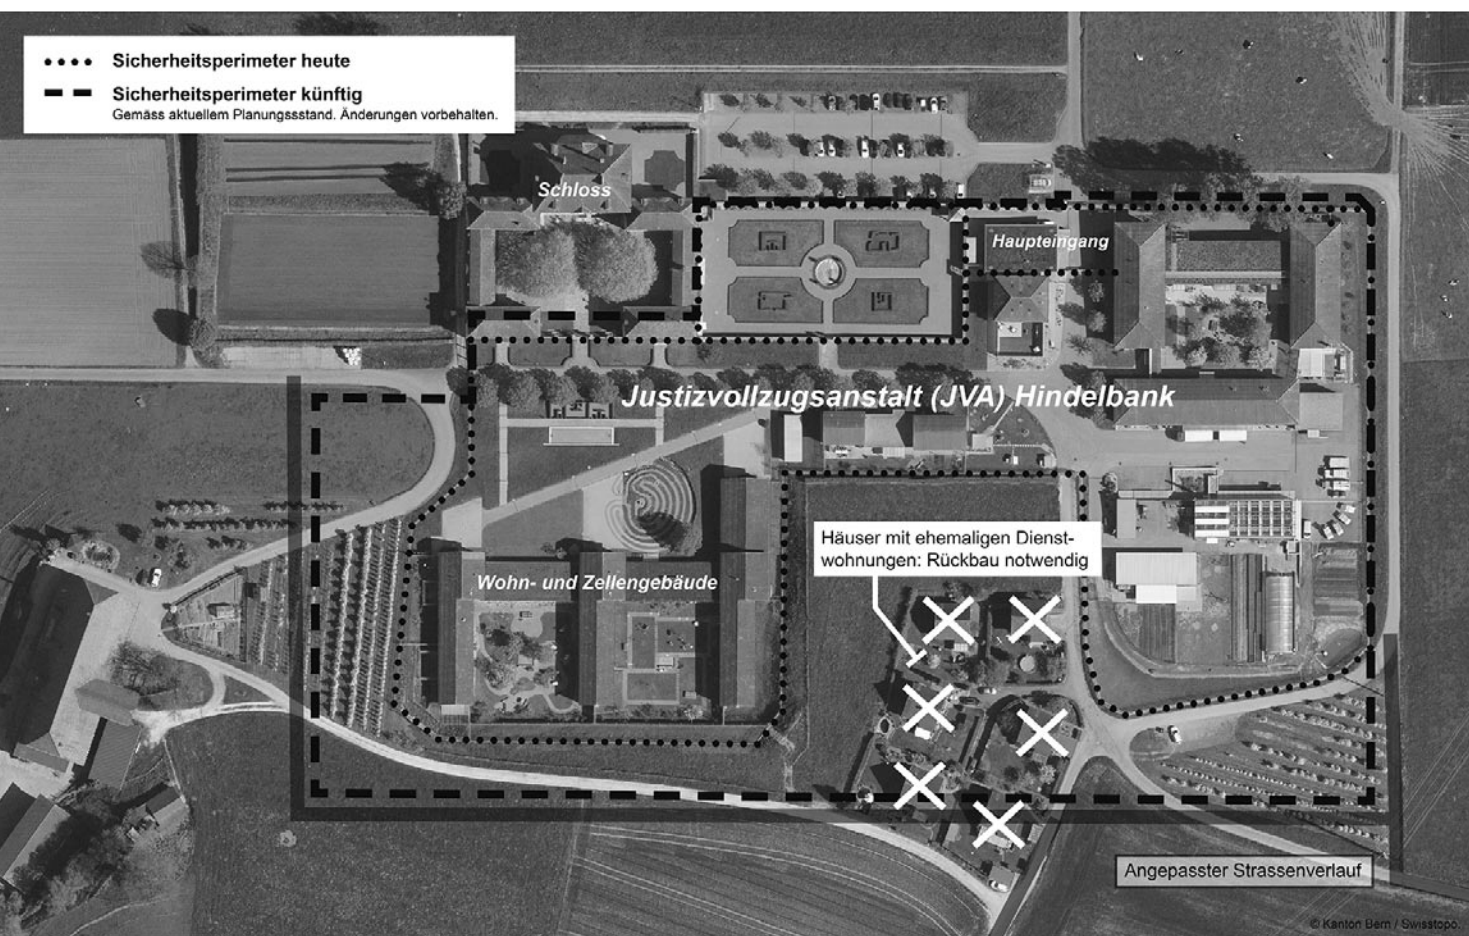 Sicherheitsperimeter heute
Sicherheitsperimeter künftig
Gemäss aktuellem Planungssstand. Änderungen vorbehalten.
Schloss
Haupteingang
Justizvollzugsanstalt (JVA) Hindelbank
Häuser mit ehemaligen Dienst-
wohnungen: Rückbau notwendig
Wohn- und Zellengebäude
Angepasster Strassenverlauf
© Kanton Bern / Swisstopo.